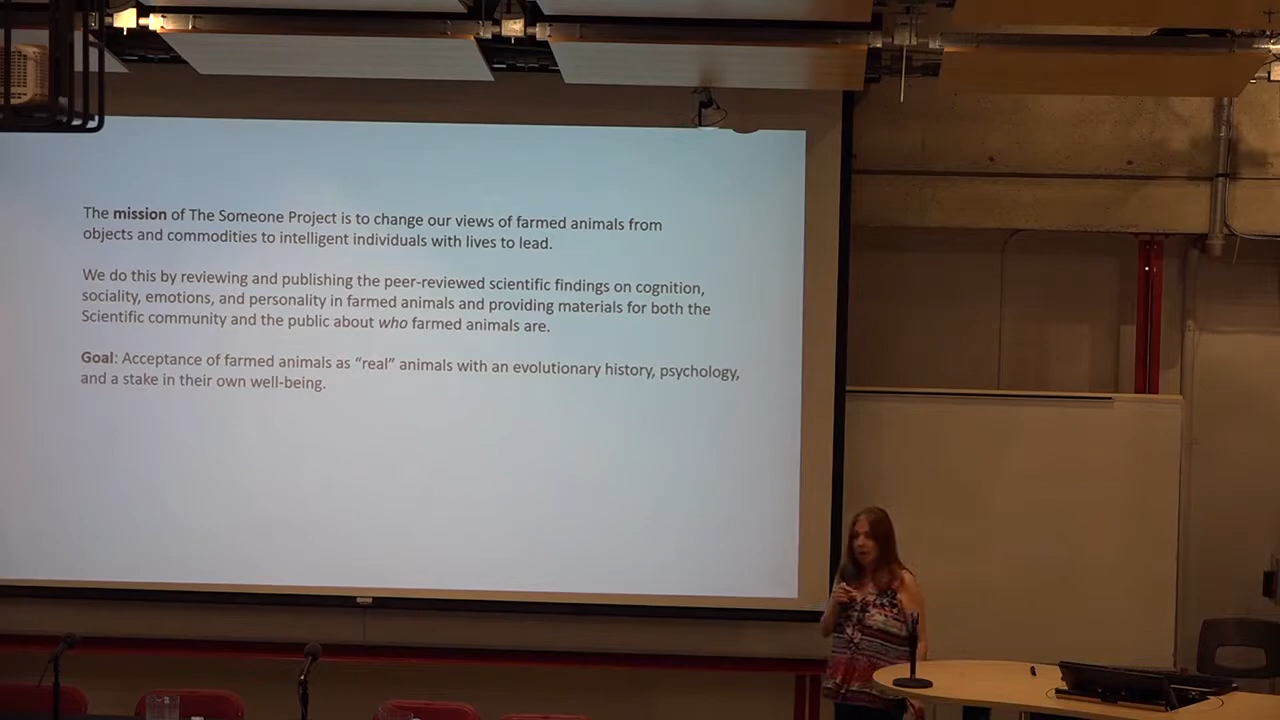 The mission of The Someone Project is to change our views of farmed animals from
objects and commodities to intelligent individuals with lives to lead.
We do this by reviewing and publishing the peer-reviewed scientific findings on cognition,
sociality, emotions, and personality in farmed animals and providing materials for both the
Scientific community and the public about who farmed animals are.
Goal: Acceptance of farmed animals as “real” animals with an evolutionary history, psychology,
and a stake in their own well-being.